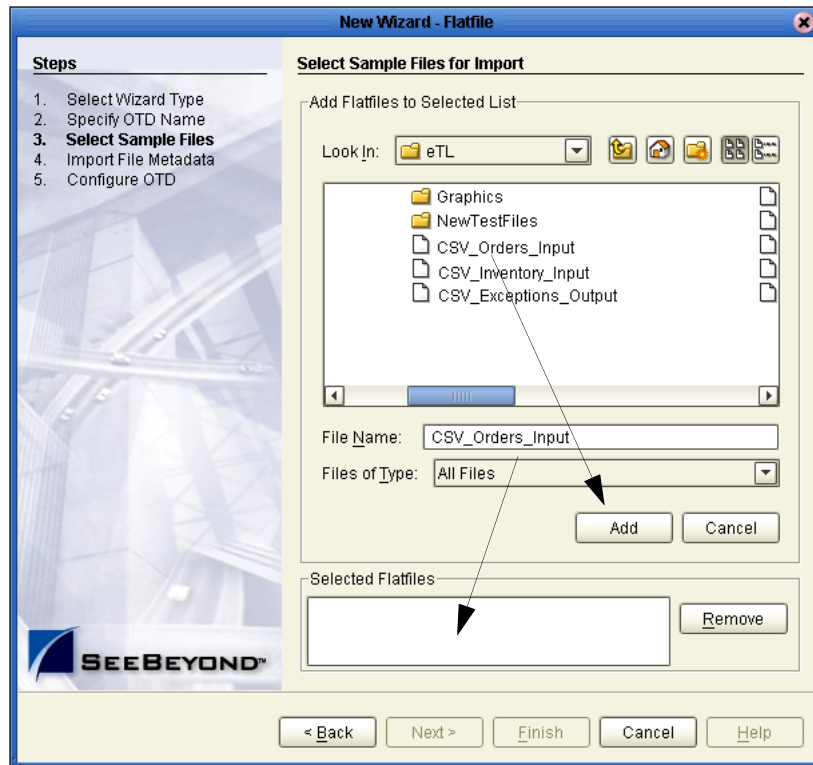 New Wizard - Flatfile
Steps
1. Select Wizard Type
2. Specify OTD Name
3. Select Sample Files
4. Import File Metadata
5. Configure OTD
SEEBEYOND™
Select Sample Files for Import
Add Flatfiles to Selected List
Look In: eTL
Graphics
NewTestFiles
CSV_Orders_Input
CSV_Inventory_Input
CSV_Exceptions_Output
File Name: CSV_Orders_Input
Files of Type: All Files
Add Cancel
Selected Flatfiles
Remove
< Back Next > Finish Cancel Help